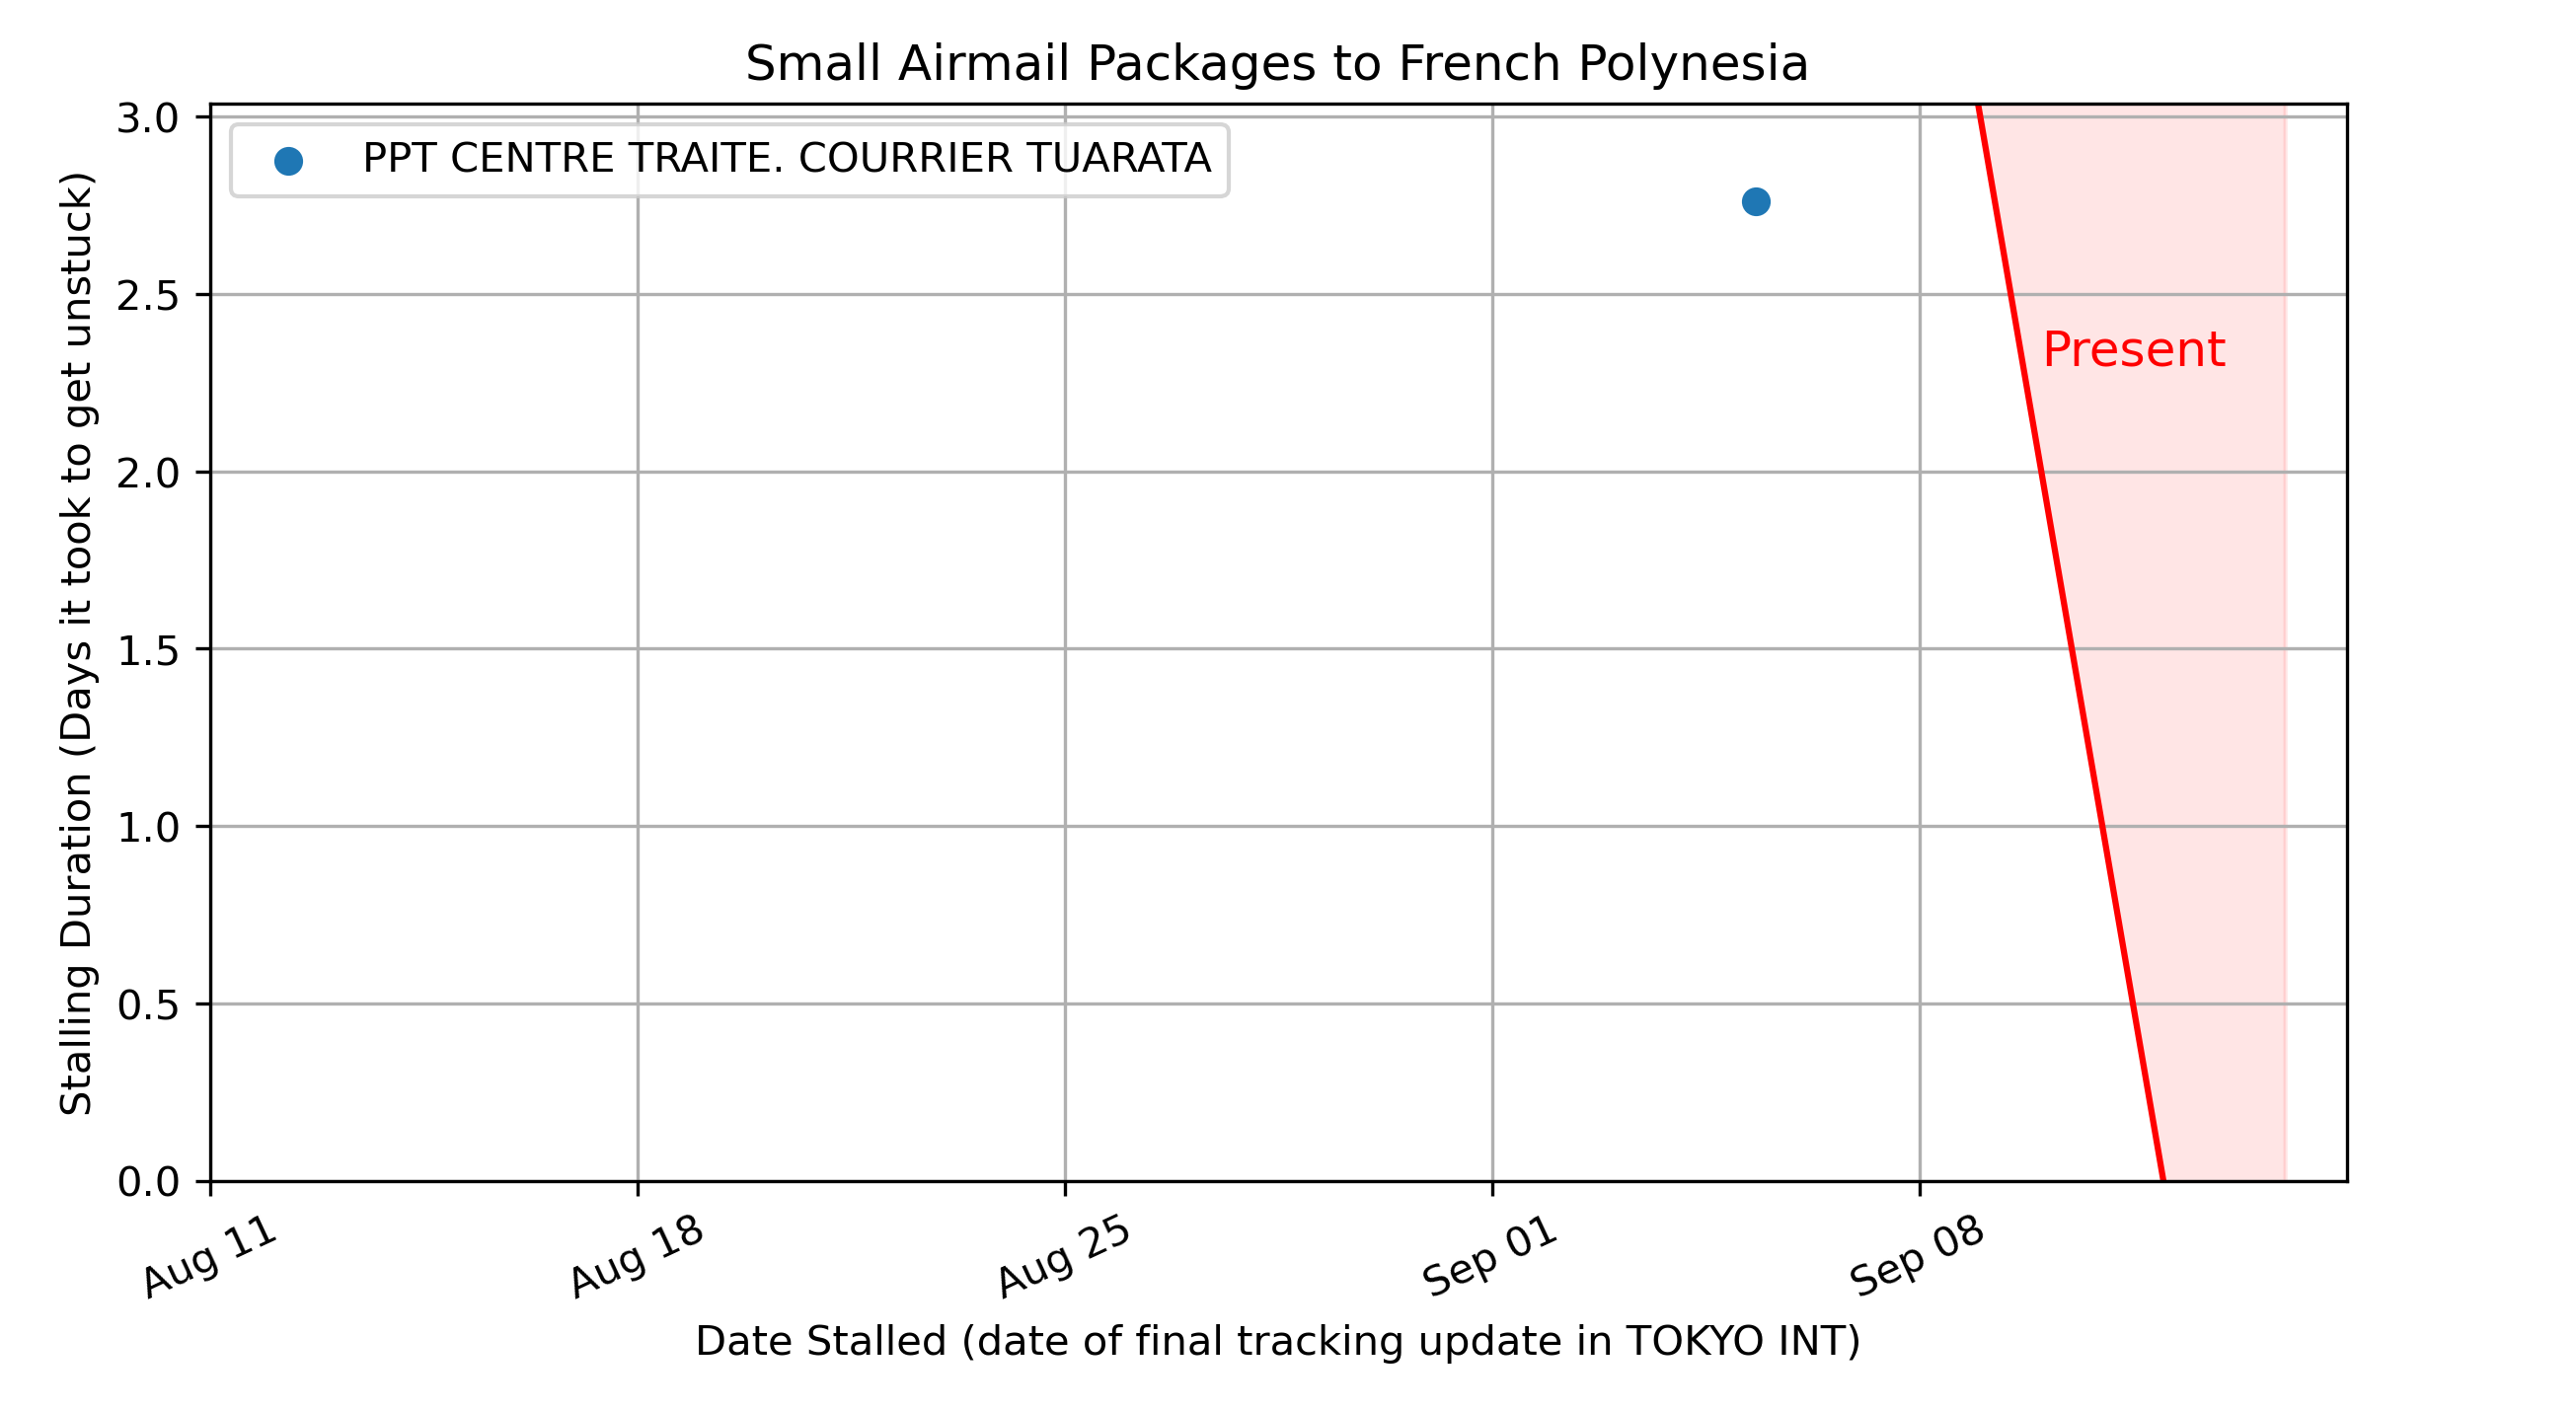 Small Airmail Packages to French Polynesia
PPT CENTRE TRAITE. COURRIER TUARATA
Present
Stalling Duration (Days it took to get unstuck)
3.0
2.5
2.0
1.5
1.0
0.5
0.0
Aug 11
Aug 18
Aug 25
Sep 01
Sep 08
Date Stalled (date of final tracking update in TOKYO INT)